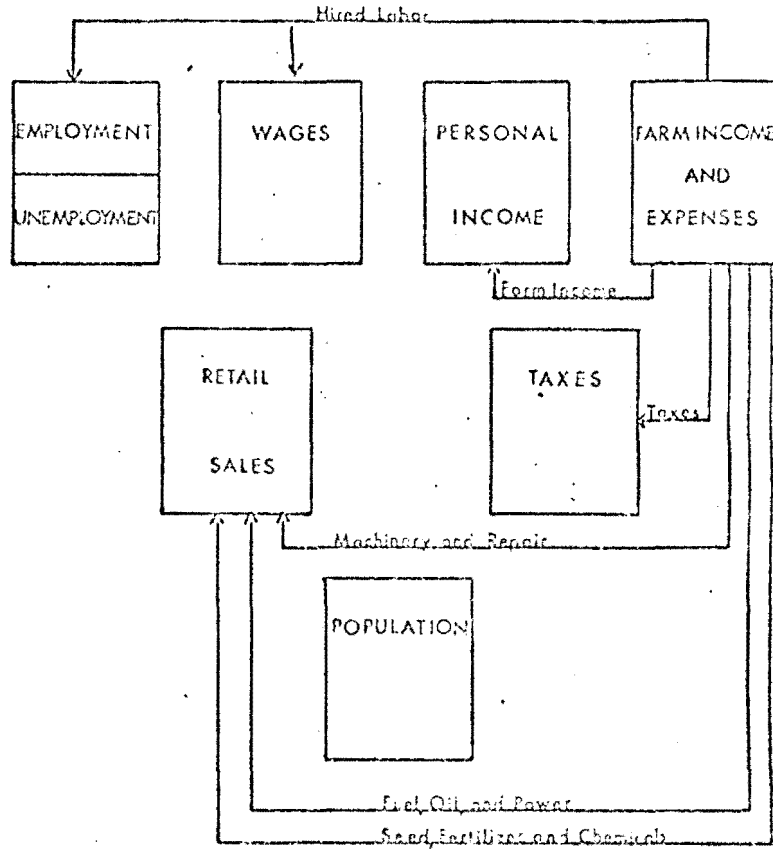 Hired Labor
EMPLOYMENT
UNEMPLOYMENT
WAGES
PERSONAL
INCOME
FARM INCOME
AND
EXPENSES
Farm Income
RETAIL
SALES
TAXES
Taxes
Machinery and Repair
POPULATION
Fuel, Oil, and Power
Seed, Fertilizer and Chemicals